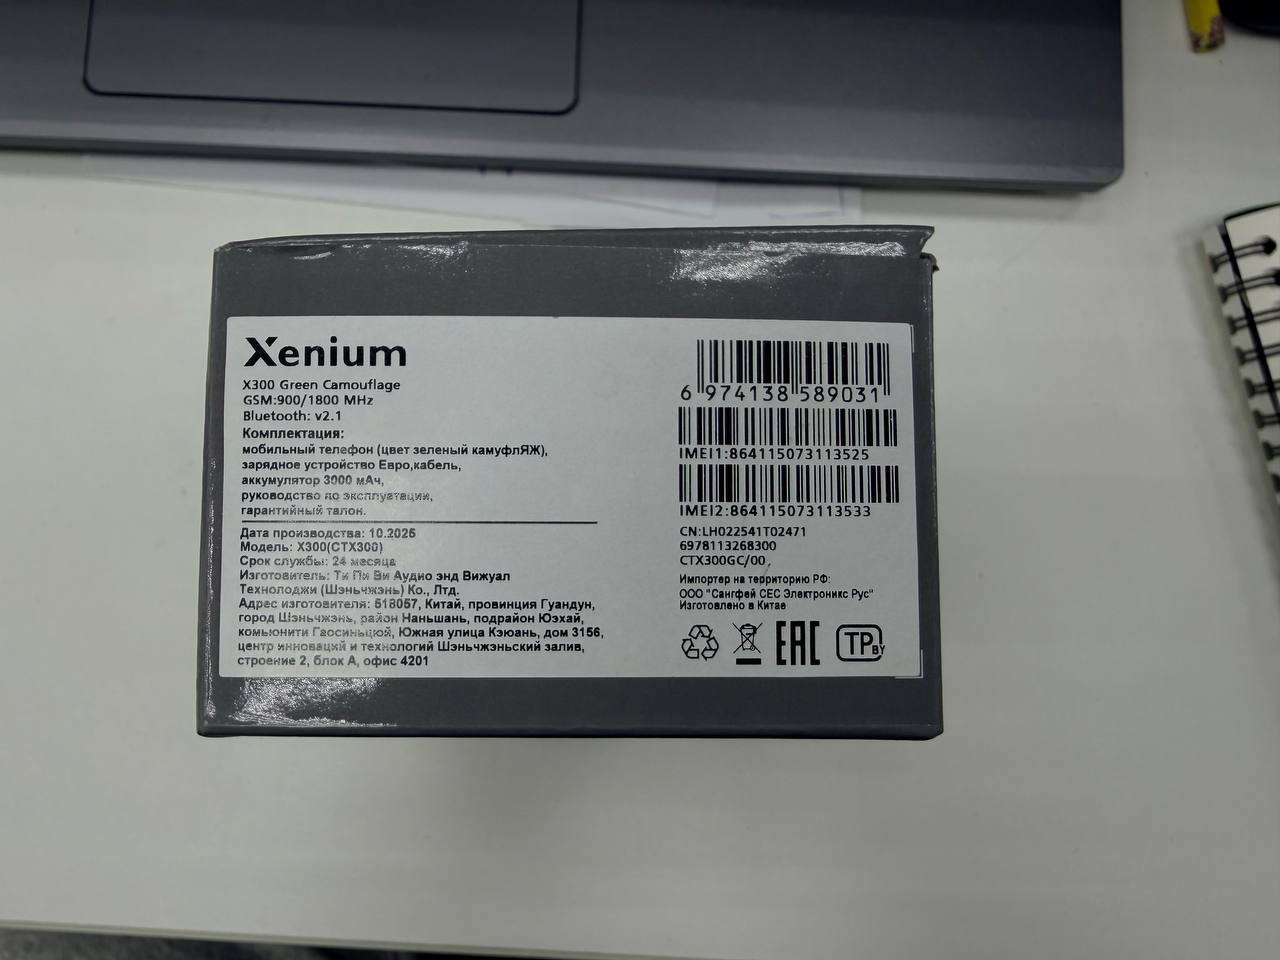 Xenium
X300 Green Camouflage
GSM:900/1800 MHz
Bluetooth: v2.1
Комплектация:
мобильный телефон (цвет зеленый камуфлЯЖ),
зарядное устройство Евро,кабель,
аккумулятор 3000 мАч,
руководство по эксплуатации,
гарантийный талон.
Дата производства: 10.2025
Модель: X300(CTX300)
Срок службы: 24 месяца
Изготовитель: Ти Пи Ви Аудио энд Вижуал
Технолоджи (Шэньчжэнь) Ко., Лтд.
Адрес изготовителя: 518057, Китай, провинция Гуандун,
город Шэньчжэнь, район Наньшань, подрайон Юэхай,
комьюнити Гаосиньцюй, Южная улица Кэюань, дом 3156,
центр инноваций и технологий Шэньчжэньский залив,
строение 2, блок А, офис 4201
6 974138 589031
IMEI1:864115073113525
IMEI2:864115073113533
CN:LH022541T02471
6978113268300
CTX300GC/00
Импортер на территорию РФ:
ООО "Сангфей СЕС Электроникс Рус"
Изготовлено в Китае
EAC
TP BY